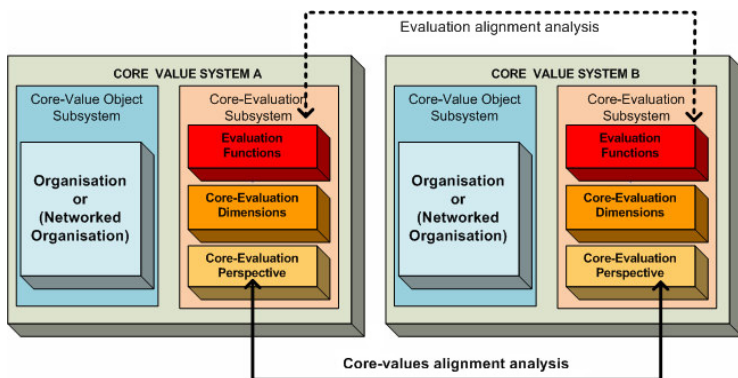 Evaluation alignment analysis
CORE VALUE SYSTEM A
Core-Value Object
Subsystem
Organisation
or
(Networked
Organisation)
Core-Evaluation
Subsystem
Evaluation
Functions
Core-Evaluation
Dimensions
Core-Evaluation
Perspective
CORE VALUE SYSTEM B
Core-Value Object
Subsystem
Organisation
or
(Networked
Organisation)
Core-Evaluation
Subsystem
Evaluation
Functions
Core-Evaluation
Dimensions
Core-Evaluation
Perspective
Core-values alignment analysis